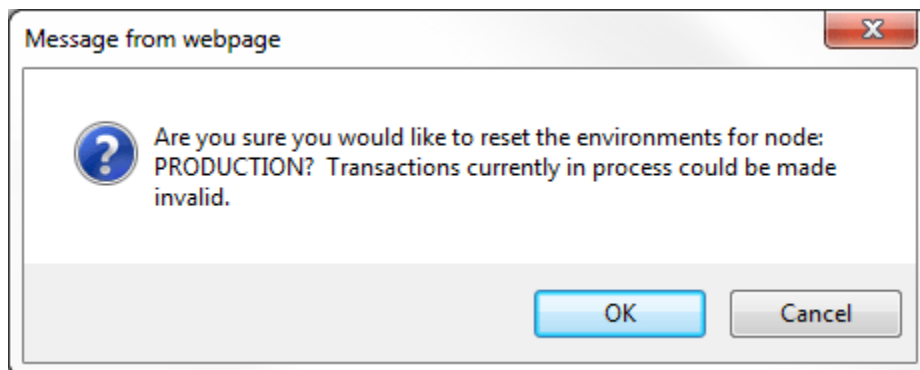 Message from webpage
Are you sure you would like to reset the environments for node:
PRODUCTION?  Transactions currently in process could be made
invalid.
OK
Cancel